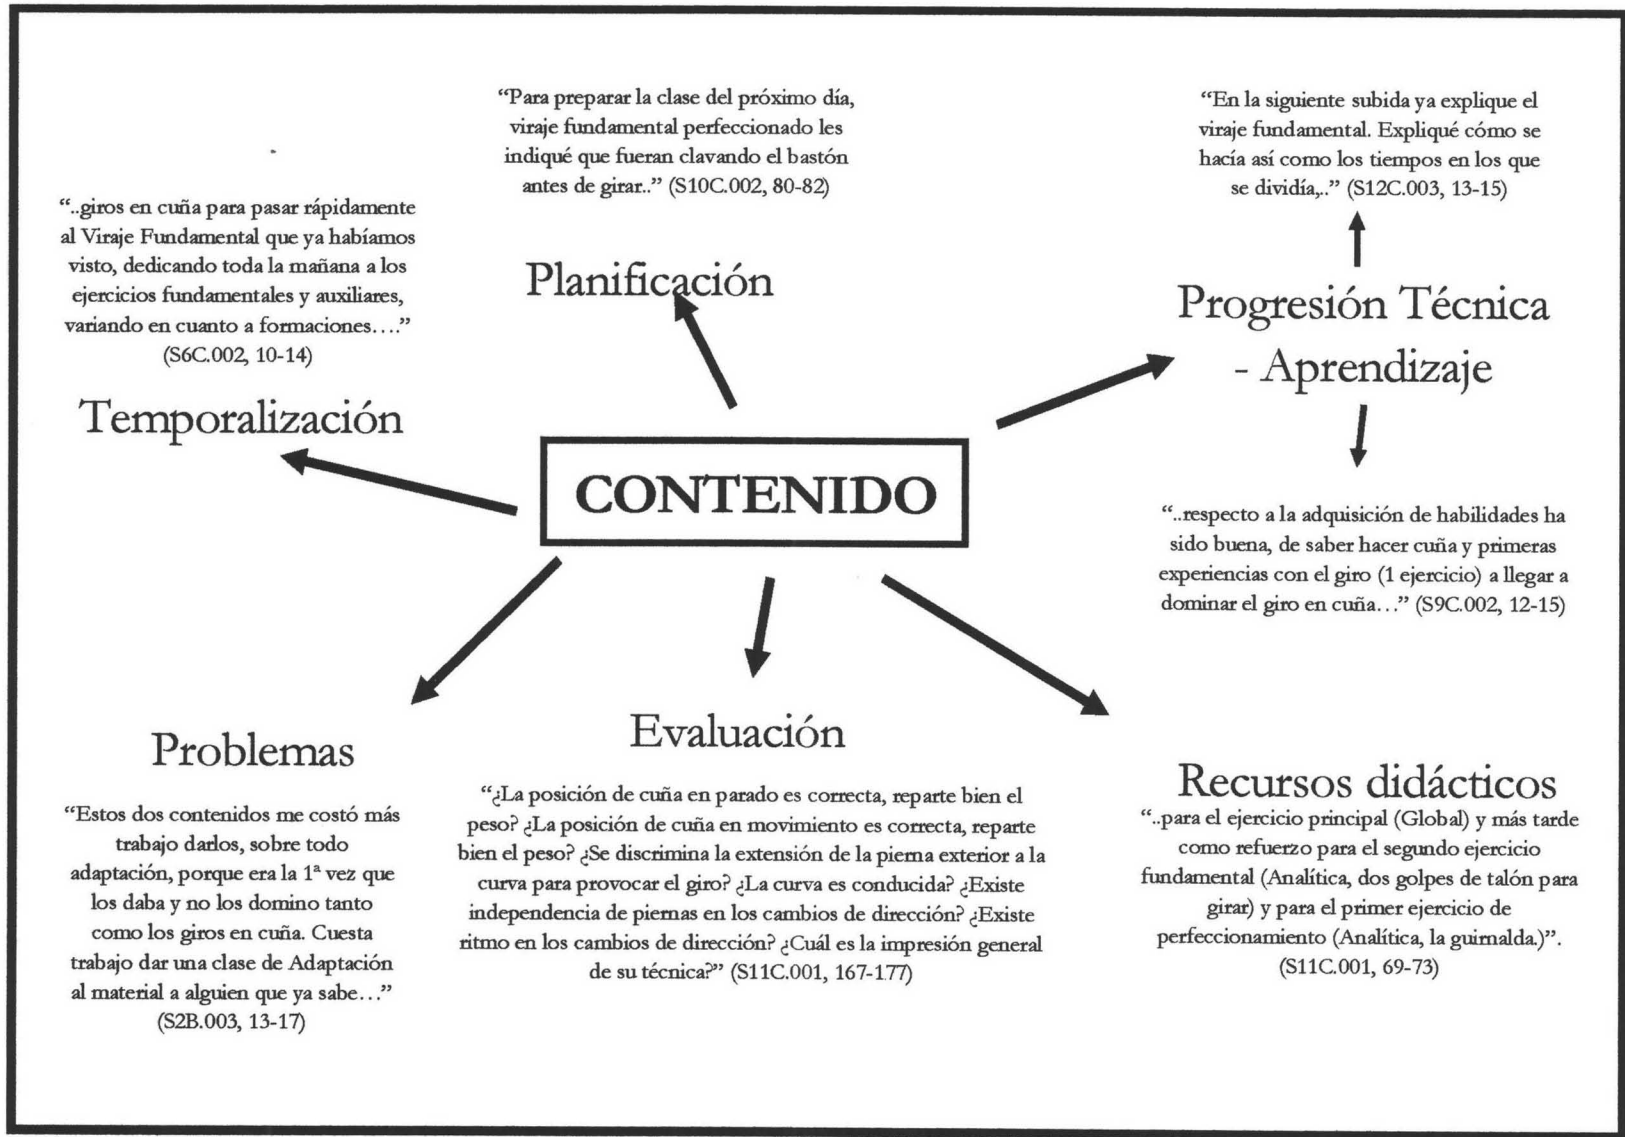 “Para preparar la clase del próximo día,
viraje fundamental perfeccionado les
indiqué que fueran clavando el bastón
antes de girar..” (S10C.002, 80-82)
Planificación
“En la siguiente subida ya explique el
viraje fundamental. Expliqué cómo se
hacía así como los tiempos en los que
se dividía,..” (S12C.003, 13-15)
Progresión Técnica
- Aprendizaje
“..respecto a la adquisición de habilidades ha
sido buena, de saber hacer cuña y primeras
experiencias con el giro (1 ejercicio) a llegar a
dominar el giro en cuña…” (S9C.002, 12-15)
“..giros en cuña para pasar rápidamente
al Viraje Fundamental que ya habíamos
visto, dedicando toda la mañana a los
ejercicios fundamentales y auxiliares,
variando en cuanto a formaciones….”
(S6C.002, 10-14)
Temporalización
CONTENIDO
Problemas
“Estos dos contenidos me costó más
trabajo darlos, sobre todo
adaptación, porque era la 1ª vez que
los daba y no los domino tanto
como los giros en cuña. Cuesta
trabajo dar una clase de Adaptación
al material a alguien que ya sabe…”
(S2B.003, 13-17)
Evaluación
“¿La posición de cuña en parado es correcta, reparte bien el
peso? ¿La posición de cuña en movimiento es correcta, reparte
bien el peso? ¿Se discrimina la extensión de la pierna exterior a la
curva para provocar el giro? ¿La curva es conducida? ¿Existe
independencia de piernas en los cambios de dirección? ¿Existe
ritmo en los cambios de dirección? ¿Cuál es la impresión general
de su técnica?” (S11C.001, 167-177)
Recursos didácticos
“..para el ejercicio principal (Global) y más tarde
como refuerzo para el segundo ejercicio
fundamental (Analítica, dos golpes de talón para
girar) y para el primer ejercicio de
perfeccionamiento (Analítica, la guirnalda.)”.
(S11C.001, 69-73)